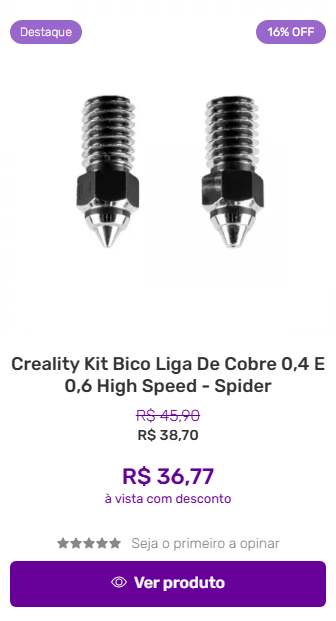 Destaque
16% OFF
Creality Kit Bico Liga De Cobre 0,4 E
0,6 High Speed - Spider
R$ 45,90
R$ 38,70
R$ 36,77
à vista com desconto
Seja o primeiro a opinar
Ver produto